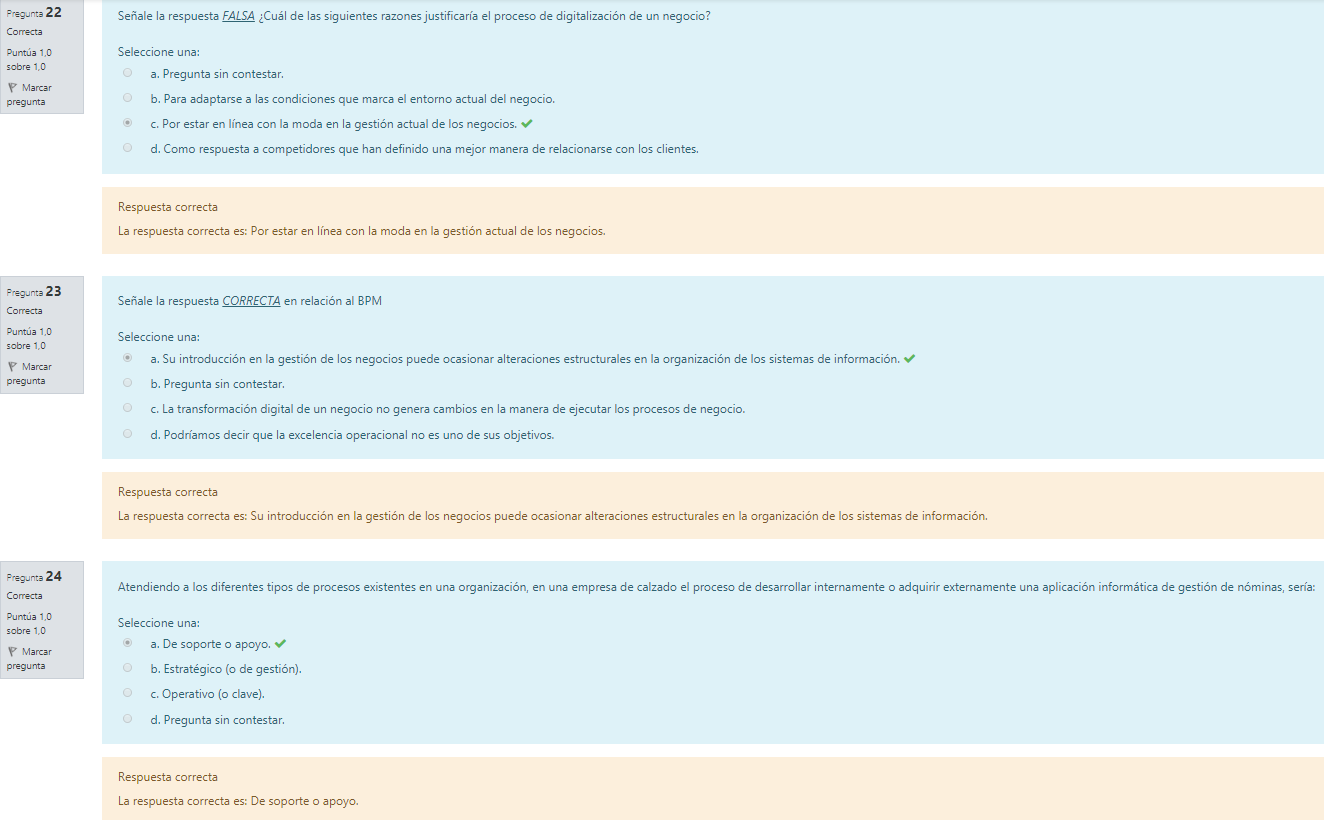 Pregunta 22
Correcta
Puntúa 1,0
sobre 1,0
Marcar
pregunta
Señale la respuesta FALSA ¿Cuál de las siguientes razones justificaría el proceso de digitalización de un negocio?
Seleccione una:
a. Pregunta sin contestar.
b. Para adaptarse a las condiciones que marca el entorno actual del negocio.
c. Por estar en línea con la moda en la gestión actual de los negocios.
d. Como respuesta a competidores que han definido una mejor manera de relacionarse con los clientes.
Respuesta correcta
La respuesta correcta es: Por estar en línea con la moda en la gestión actual de los negocios.
Pregunta 23
Correcta
Puntúa 1,0
sobre 1,0
Marcar
pregunta
Señale la respuesta CORRECTA en relación al BPM
Seleccione una:
a. Su introducción en la gestión de los negocios puede ocasionar alteraciones estructurales en la organización de los sistemas de información.
b. Pregunta sin contestar.
c. La transformación digital de un negocio no genera cambios en la manera de ejecutar los procesos de negocio.
d. Podríamos decir que la excelencia operacional no es uno de sus objetivos.
Respuesta correcta
La respuesta correcta es: Su introducción en la gestión de los negocios puede ocasionar alteraciones estructurales en la organización de los sistemas de información.
Pregunta 24
Correcta
Puntúa 1,0
sobre 1,0
Marcar
pregunta
Atendiendo a los diferentes tipos de procesos existentes en una organización, en una empresa de calzado el proceso de desarrollar internamente o adquirir externamente una aplicación informática de gestión de nóminas, sería:
Seleccione una:
a. De soporte o apoyo.
b. Estratégico (o de gestión).
c. Operativo (o clave).
d. Pregunta sin contestar.
Respuesta correcta
La respuesta correcta es: De soporte o apoyo.